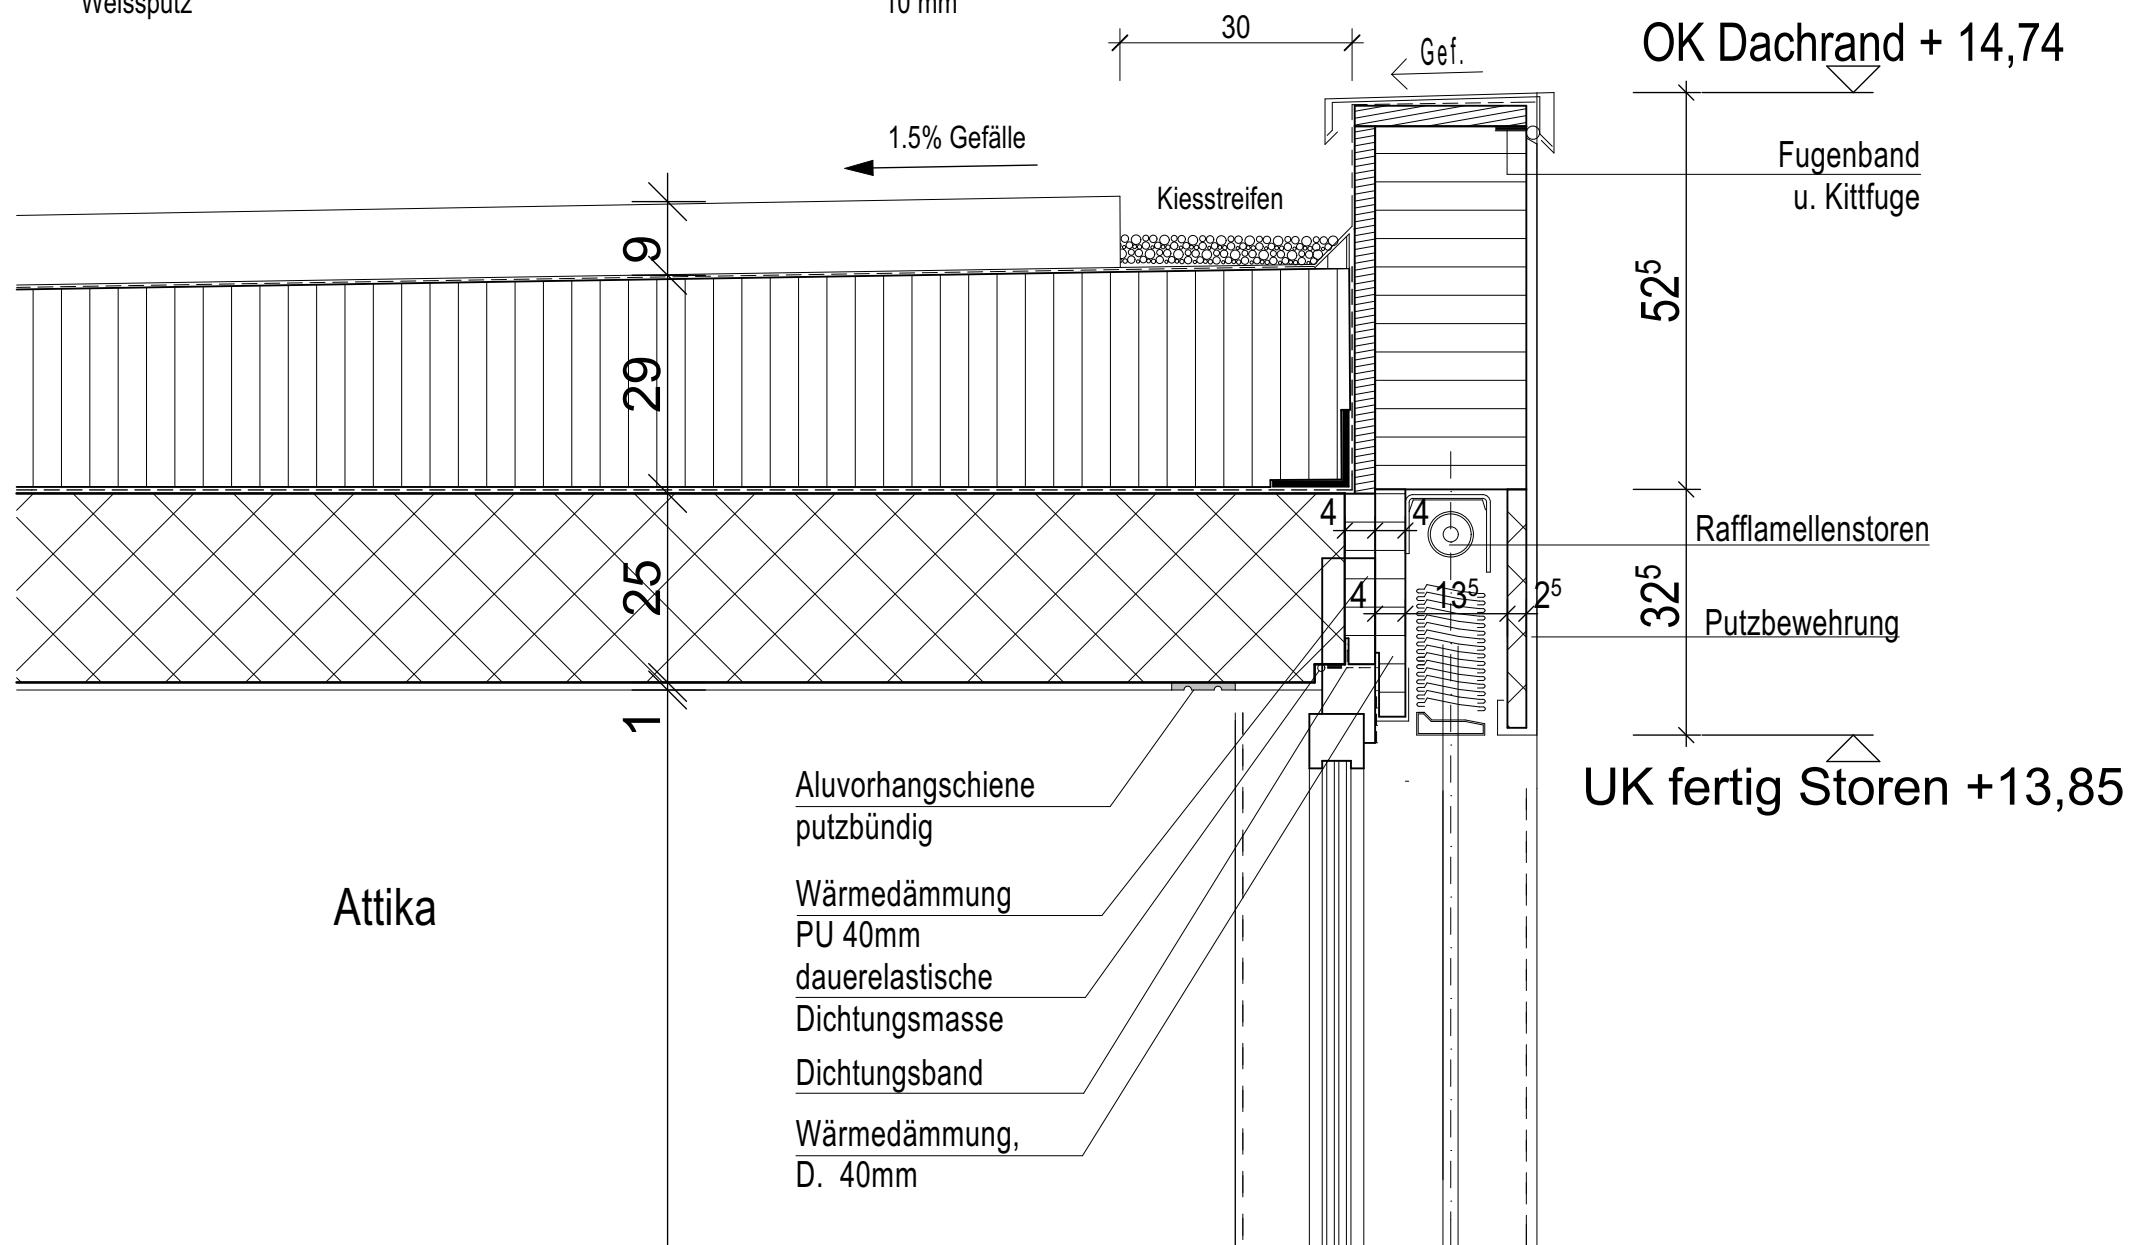 Weissputz 10 mm
30
Gef.
OK Dachrand + 14,74
1.5% Gefälle
Kiesstreifen
Fugenband
u. Kittfuge
9
29
25
1
52⁵
32⁵
4 4
4 13⁵ 2⁵
Rafflamellenstoren
Putzbewehrung
UK fertig Storen +13,85
Aluvorhangschiene
putzbündig
Wärmedämmung
PU 40mm
dauerelastische
Dichtungsmasse
Dichtungsband
Wärmedämmung,
D. 40mm
Attika